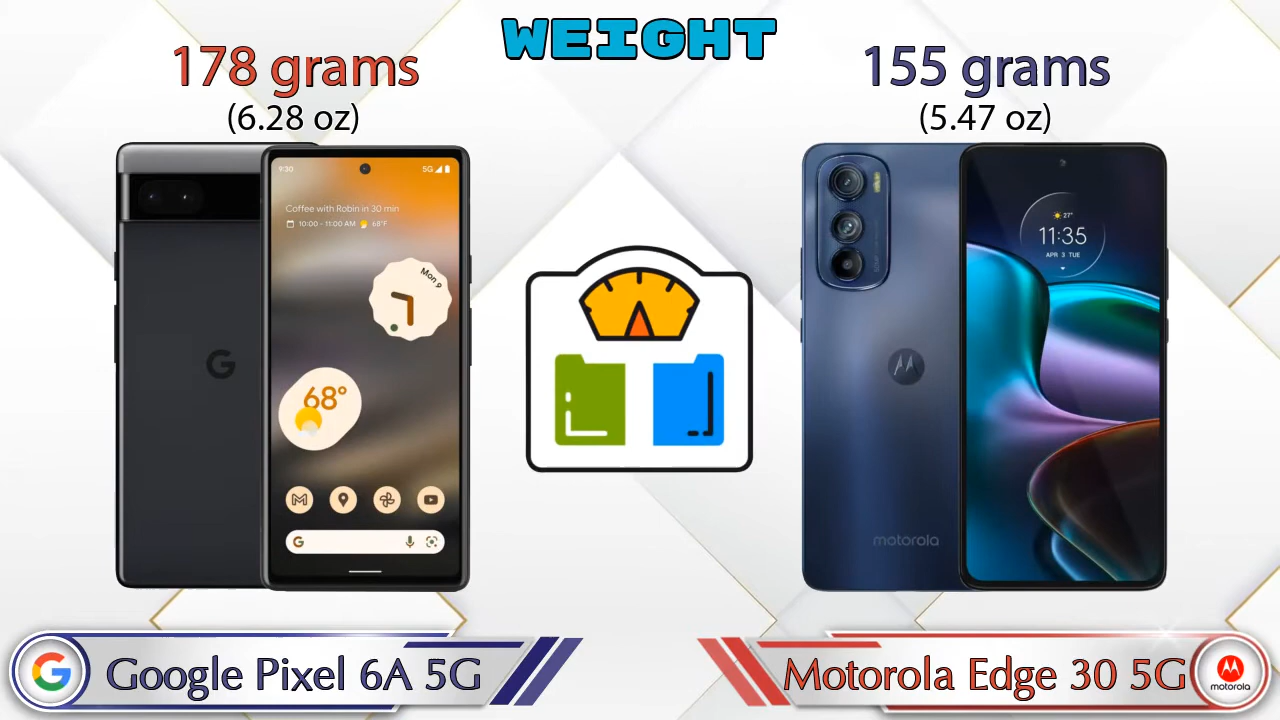 WEIGHT
178 grams
(6.28 oz)
155 grams
(5.47 oz)
9:30
5G
Coffee with Robin in 30 min
10:00 - 11:00 AM 68°F
Mon 9
68°
G
G
27°
11:35
APR 3 TUE
motorola
Google Pixel 6A 5G
Motorola Edge 30 5G
G
motorola